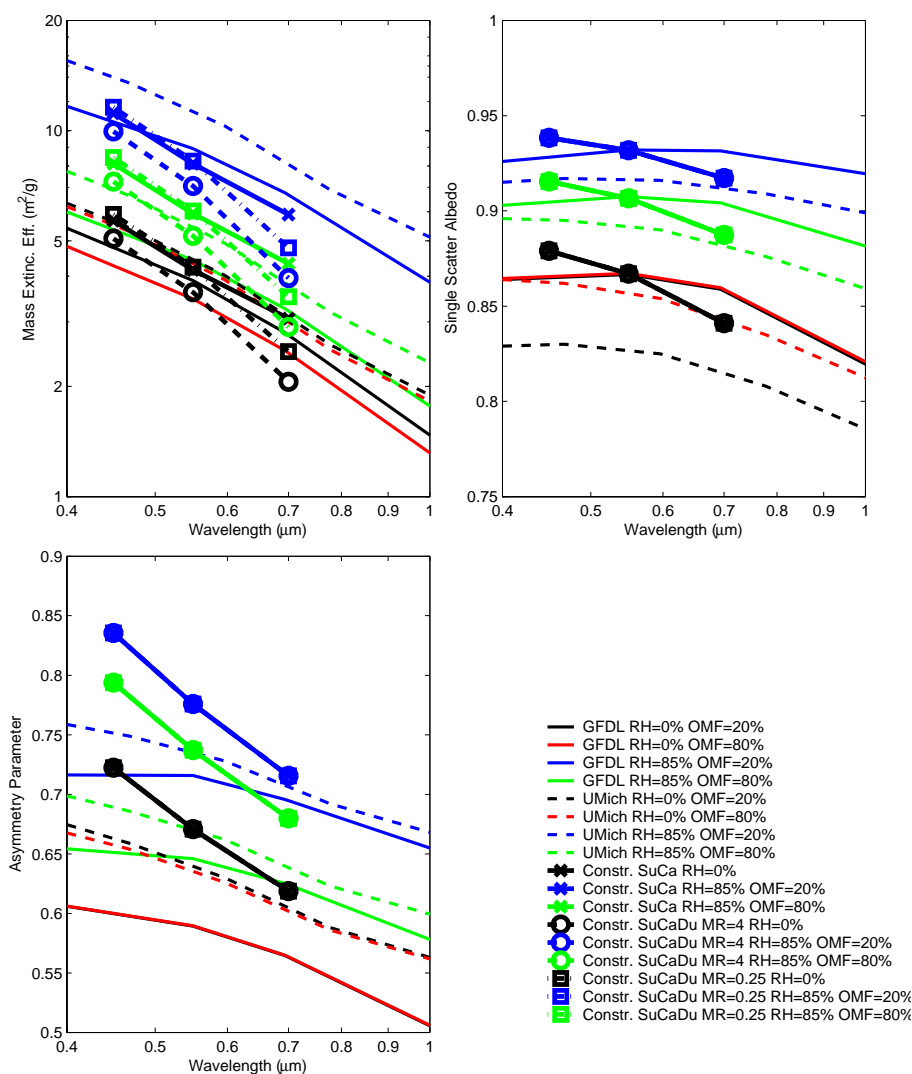 20
10
5
2
1
0.4
0.5
0.6
0.7
0.8
0.9
1
Wavelength (μm)
Mass Extinc. Eff. (m²/g)
0.95
0.9
0.85
0.8
0.75
0.4
0.5
0.6
0.7
0.8
0.9
1
Wavelength (μm)
Single Scatter Albedo
0.9
0.85
0.8
0.75
0.7
0.65
0.6
0.55
0.5
0.4
0.5
0.6
0.7
0.8
0.9
1
Wavelength (μm)
Asymmetry Parameter
GFDL RH=0% OMF=20%
GFDL RH=0% OMF=80%
GFDL RH=85% OMF=20%
GFDL RH=85% OMF=80%
UMich RH=0% OMF=20%
UMich RH=0% OMF=80%
UMich RH=85% OMF=20%
UMich RH=85% OMF=80%
Constr. SuCa RH=0%
Constr. SuCa RH=85% OMF=20%
Constr. SuCa RH=85% OMF=80%
Constr. SuCaDu MR=4 RH=0%
Constr. SuCaDu MR=4 RH=85% OMF=20%
Constr. SuCaDu MR=4 RH=85% OMF=80%
Constr. SuCaDu MR=0.25 RH=0%
Constr. SuCaDu MR=0.25 RH=85% OMF=20%
Constr. SuCaDu MR=0.25 RH=85% OMF=80%